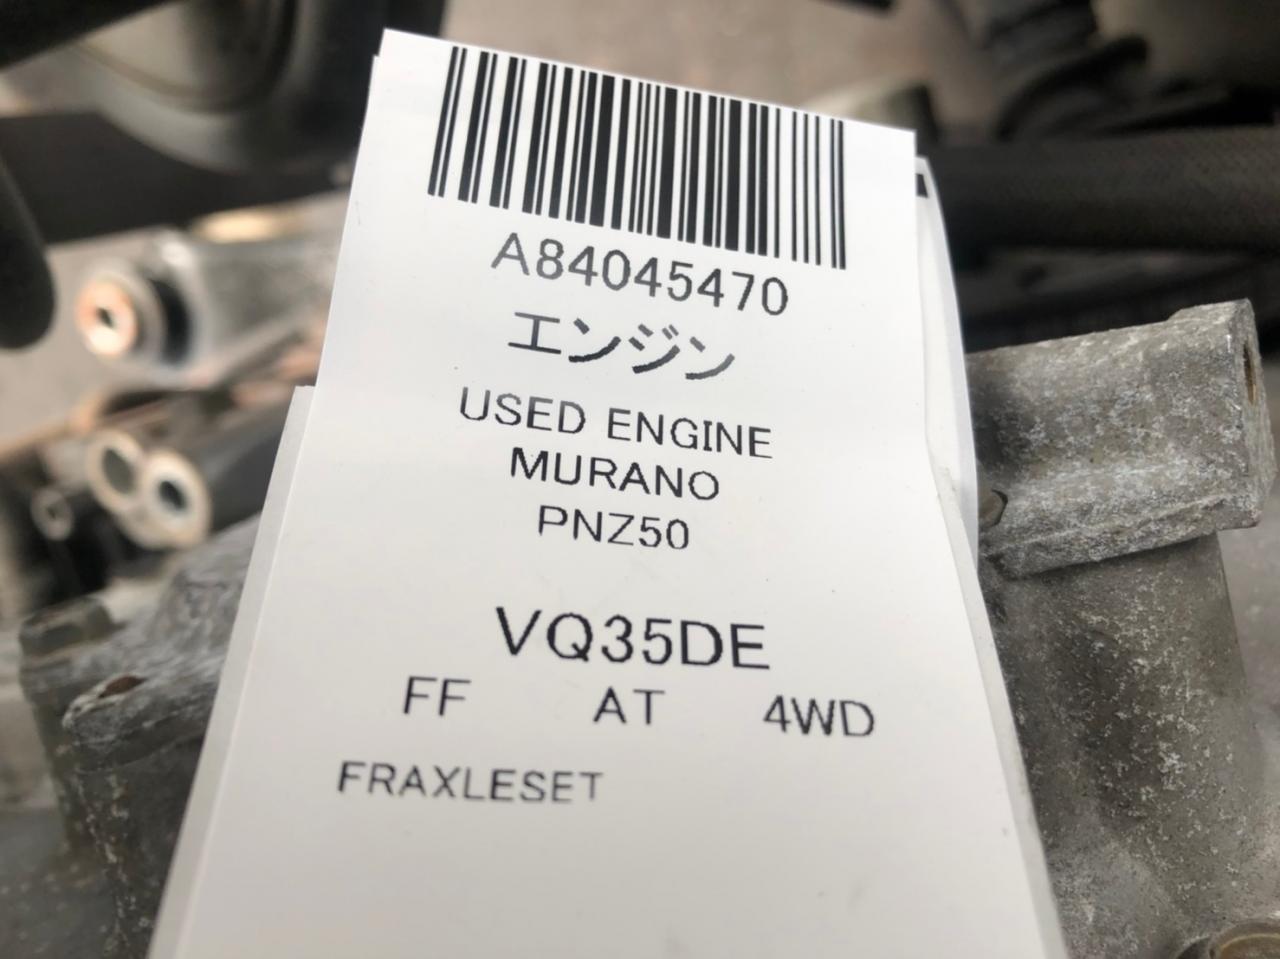 A84045470
エンジン
USED ENGINE
MURANO
PNZ50
VQ35DE
FF AT 4WD
FRAXLESET